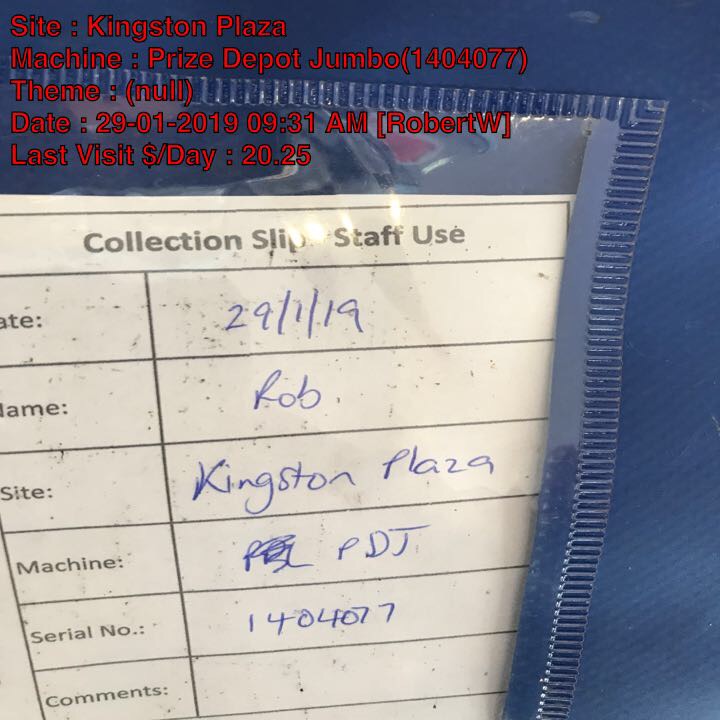 Site : Kingston Plaza
Machine : Prize Depot Jumbo(1404077)
Theme : (null)
Date : 29-01-2019 09:31 AM [RobertW]
Last Visit $/Day : 20.25
Collection Slip - Staff Use
ate: 29/1/19
ame: Rob.
Site: Kingston Plaza
Machine: PDJ
Serial No.: 1404077
Comments: